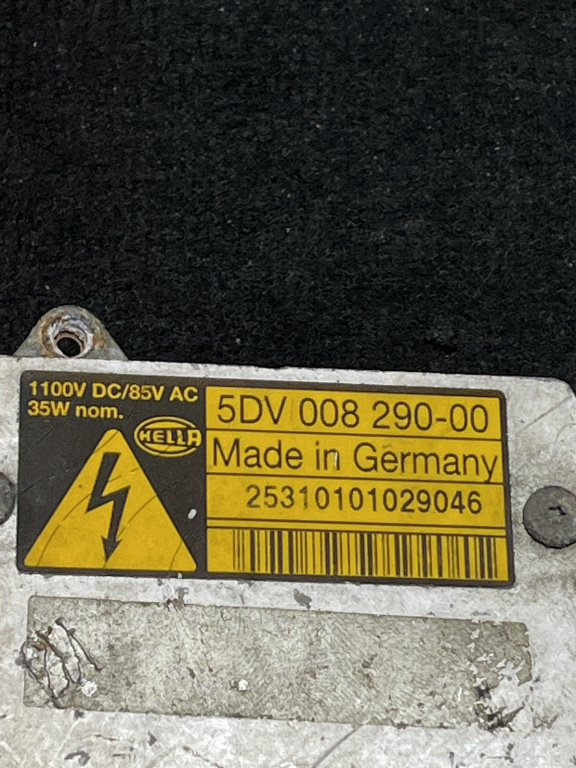 1100V DC/85V AC
35W nom.
HELLA
5DV 008 290-00
Made in Germany
25310101029046